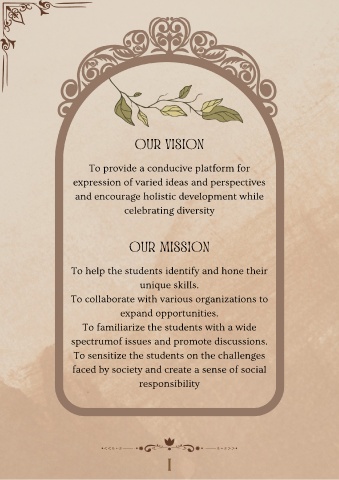 OUR VISION
To provide a conducive platform for
expression of varied ideas and perspectives
and encourage holistic development while
celebrating diversity
OUR MISSION
To help the students identify and hone their
unique skills.
To collaborate with various organizations to
expand opportunities.
To familiarize the students with a wide
spectrumof issues and promote discussions.
To sensitize the students on the challenges
faced by society and create a sense of social
responsibility
1